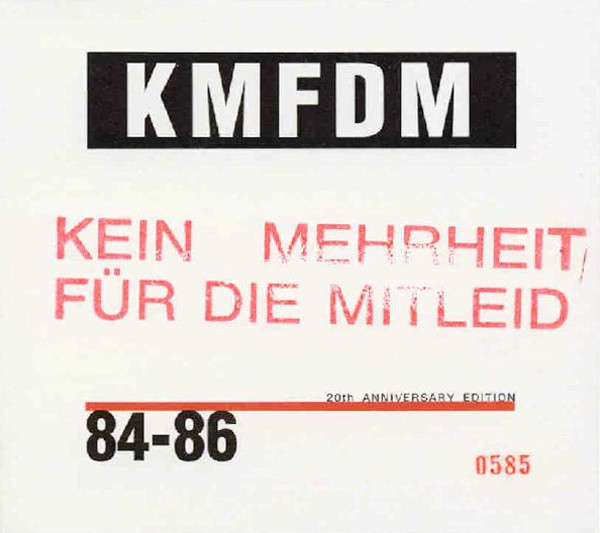 KMFDM
KEIN MEHRHEIT
FÜR DIE MITLEID
20th ANNIVERSARY EDITION
84-86
0585